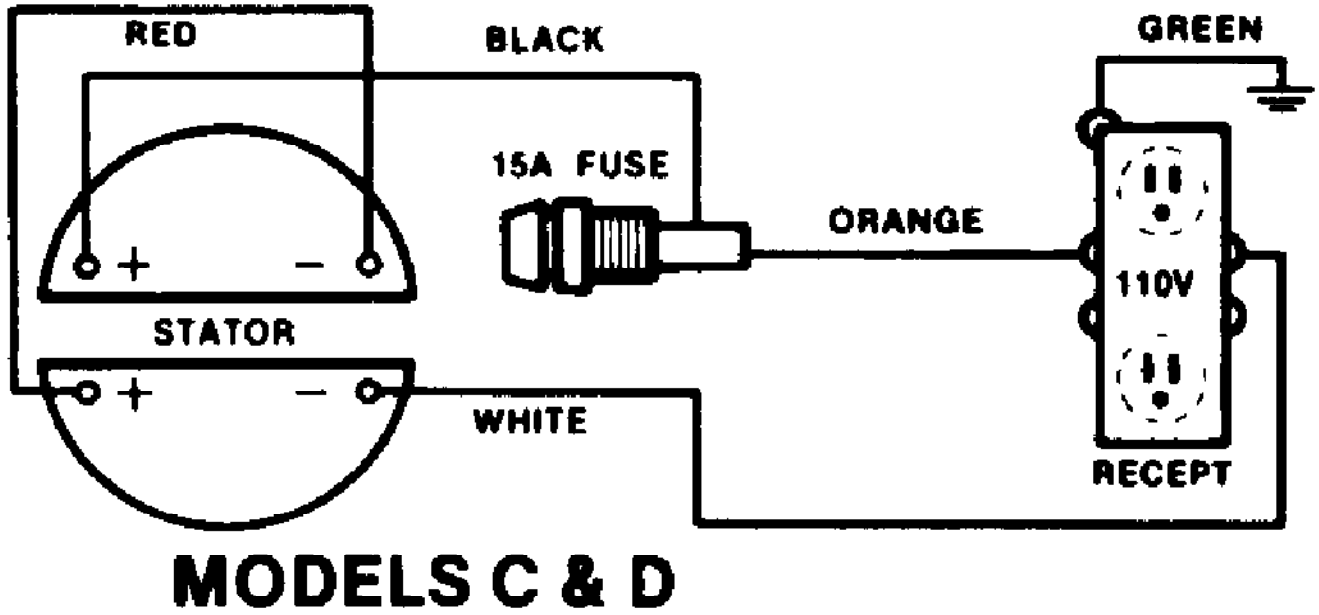 RED
BLACK
GREEN
15A FUSE
ORANGE
+ −
110V
STATOR
+ −
WHITE
RECEPT
MODELS C & D